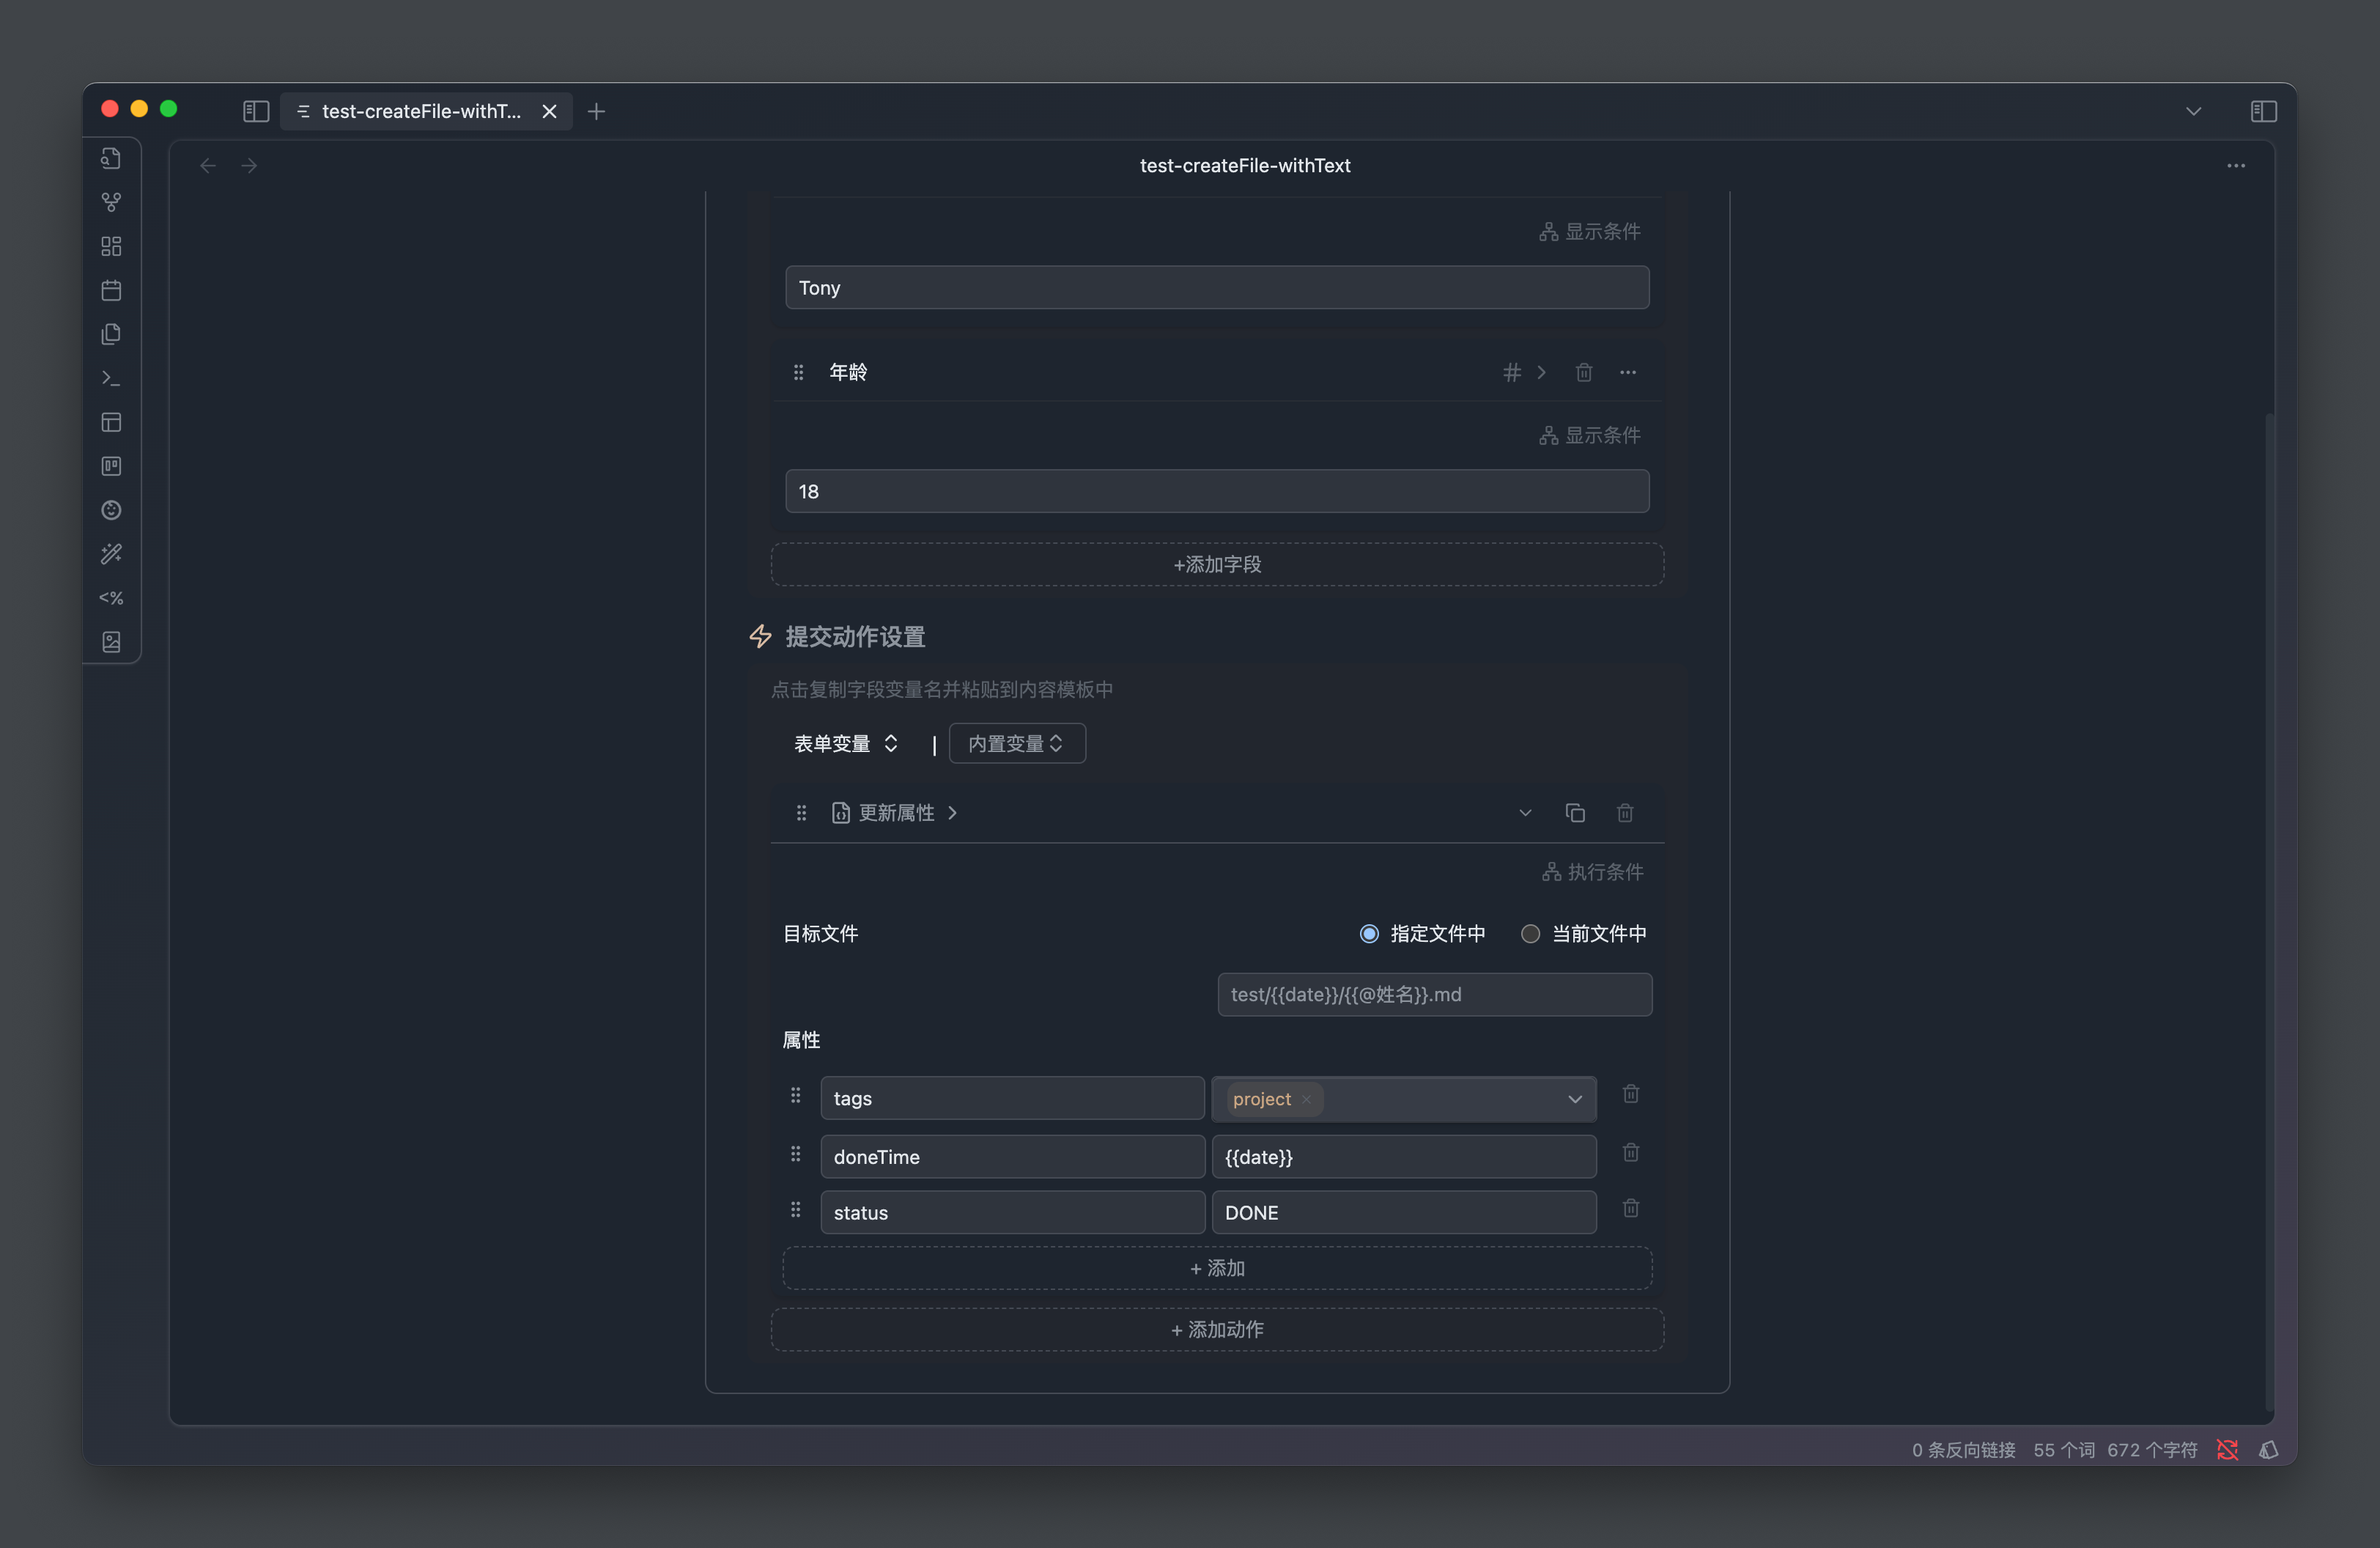 test-createFile-withT...
test-createFile-withText
显示条件
Tony
年龄
显示条件
18
+添加字段
提交动作设置
点击复制字段变量名并粘贴到内容模板中
表单变量 | 内置变量
更新属性
执行条件
目标文件 指定文件中 当前文件中
test/{{date}}/{{@姓名}}.md
属性
tags project
doneTime {{date}}
status DONE
+ 添加
+ 添加动作
0 条反向链接 55 个词 672 个字符